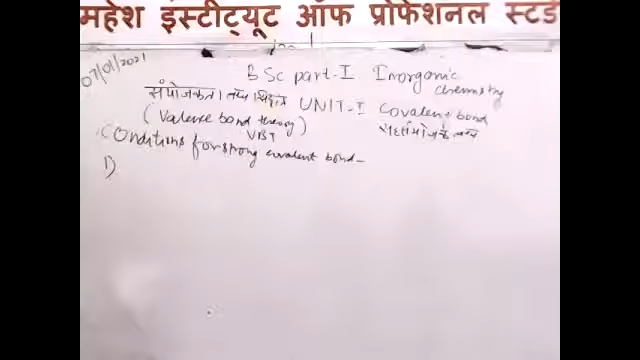 महेश इंस्टीट्यूट ऑफ प्रोफेशनल स्टडी
07/01/2021
BSc part-I Inorganic chemistry
UNIT-I Covalent bond
(Valence bond theory)
VBT
Conditions for strong covalent bond-
1)